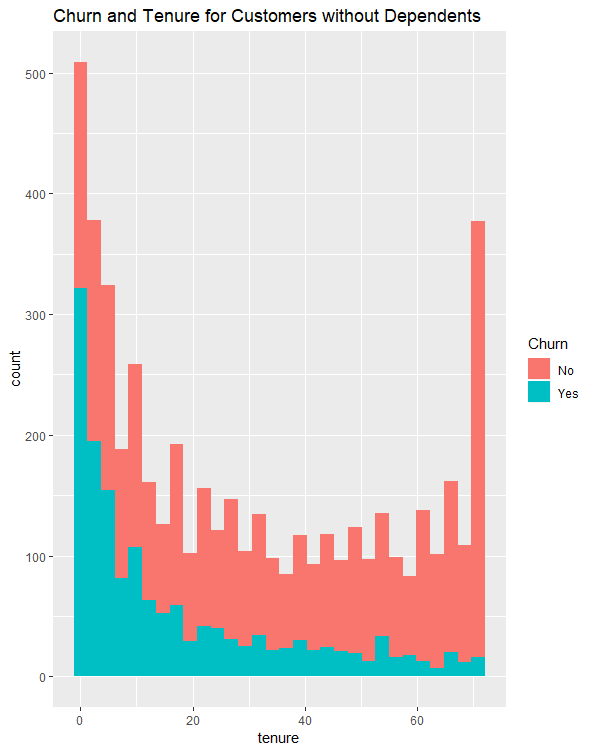 Churn and Tenure for Customers without Dependents
500
400
300
200
100
0
count
0 20 40 60
tenure
Churn
No
Yes